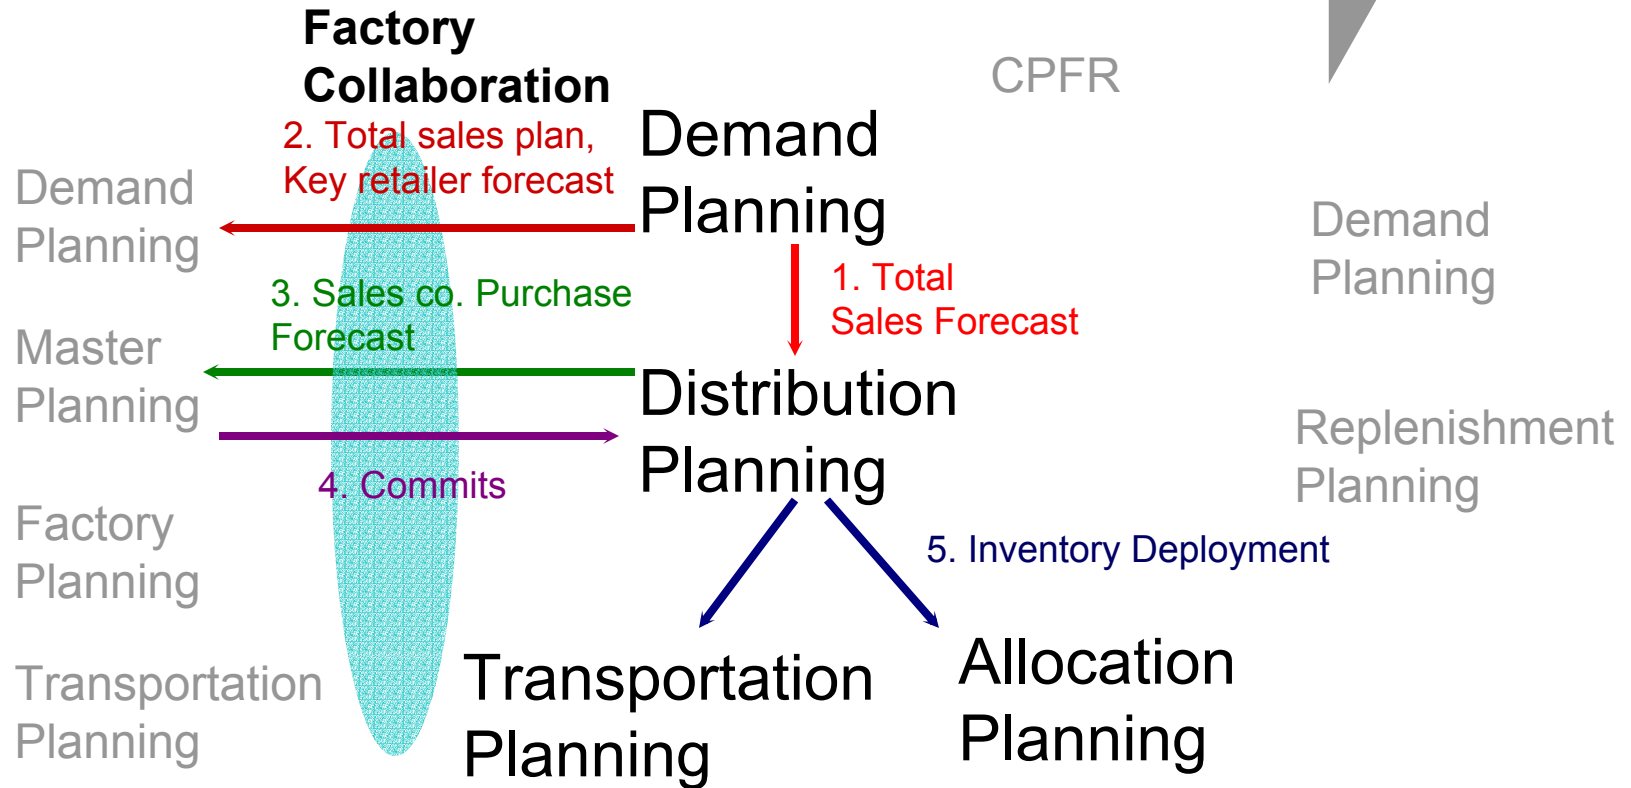 Factory
Collaboration
CPFR
2. Total sales plan,
Key retailer forecast
Demand
Planning
Demand
Planning
Demand
Planning
1. Total
Sales Forecast
3. Sales co. Purchase
Forecast
Master
Planning
Distribution
Planning
Replenishment
Planning
4. Commits
Factory
Planning
5. Inventory Deployment
Transportation
Planning
Transportation
Planning
Allocation
Planning